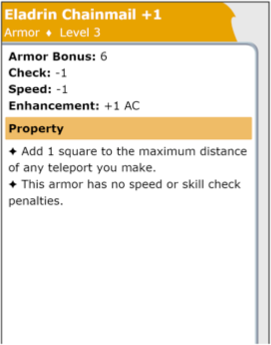 Eladrin Chainmail +1
Armor ♦ Level 3
Armor Bonus: 6
Check: -1
Speed: -1
Enhancement: +1 AC
Property
✦ Add 1 square to the maximum distance
of any teleport you make.
✦ This armor has no speed or skill check
penalties.